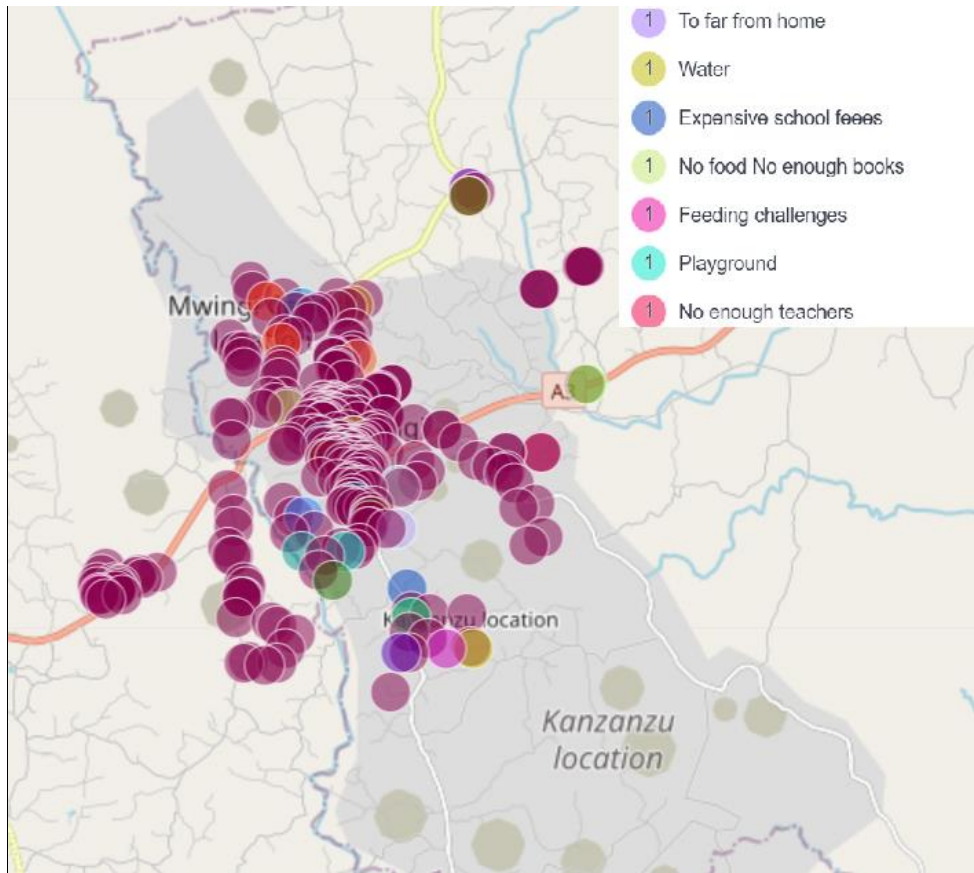 1 To far from home
1 Water
1 Expensive school feees
1 No food No enough books
1 Feeding challenges
1 Playground
1 No enough teachers
Kanzanzu
location